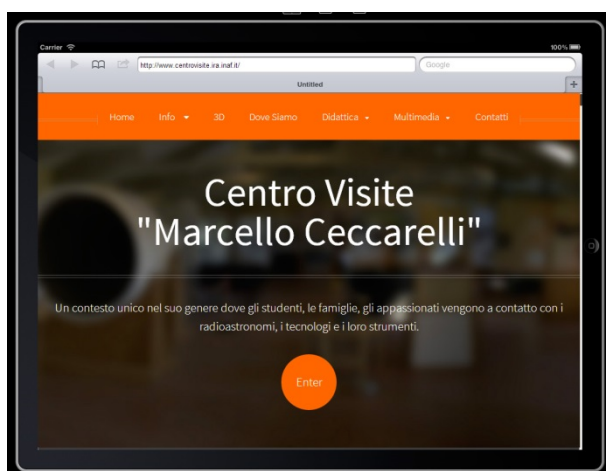 Carrier 100%
http://www.centrovisite.ira.inaf.it/ Google
Untitled
Home Info 3D Dove Siamo Didattica Multimedia Contatti
Centro Visite
"Marcello Ceccarelli"
Un contesto unico nel suo genere dove gli studenti, le famiglie, gli appassionati vengono a contatto con i
radioastronomi, i tecnologi e i loro strumenti.
Enter